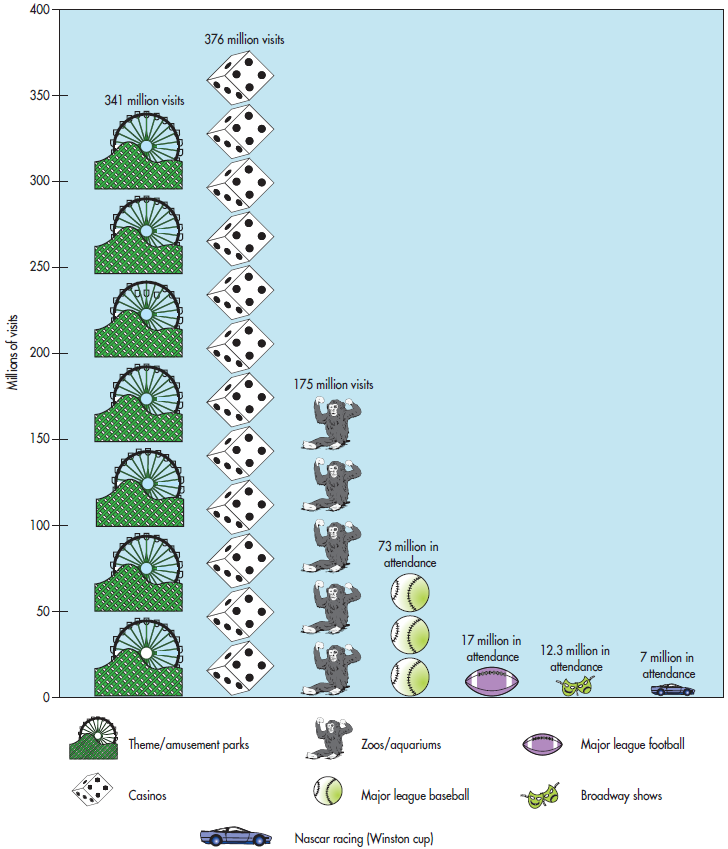 400
376 million visits
350
341 million visits
300
250
200
175 million visits
150
100
73 million in
attendance
50
17 million in
attendance
12.3 million in
attendance
7 million in
attendance
0
Millions of visits
Theme/amusement parks
Zoos/aquariums
Major league football
Casinos
Major league baseball
Broadway shows
Nascar racing (Winston cup)